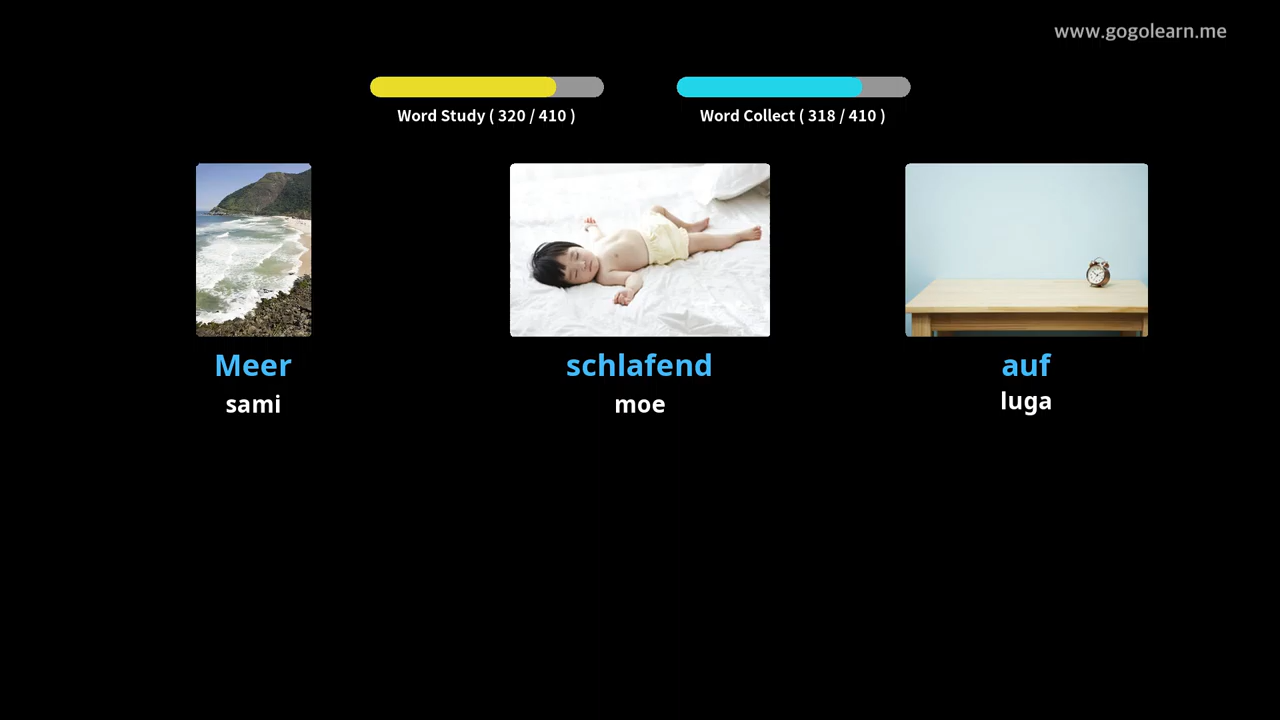 www.gogolearn.me
Word Study ( 320 / 410 )
Word Collect ( 318 / 410 )
Meer
sami
schlafend
moe
auf
luga